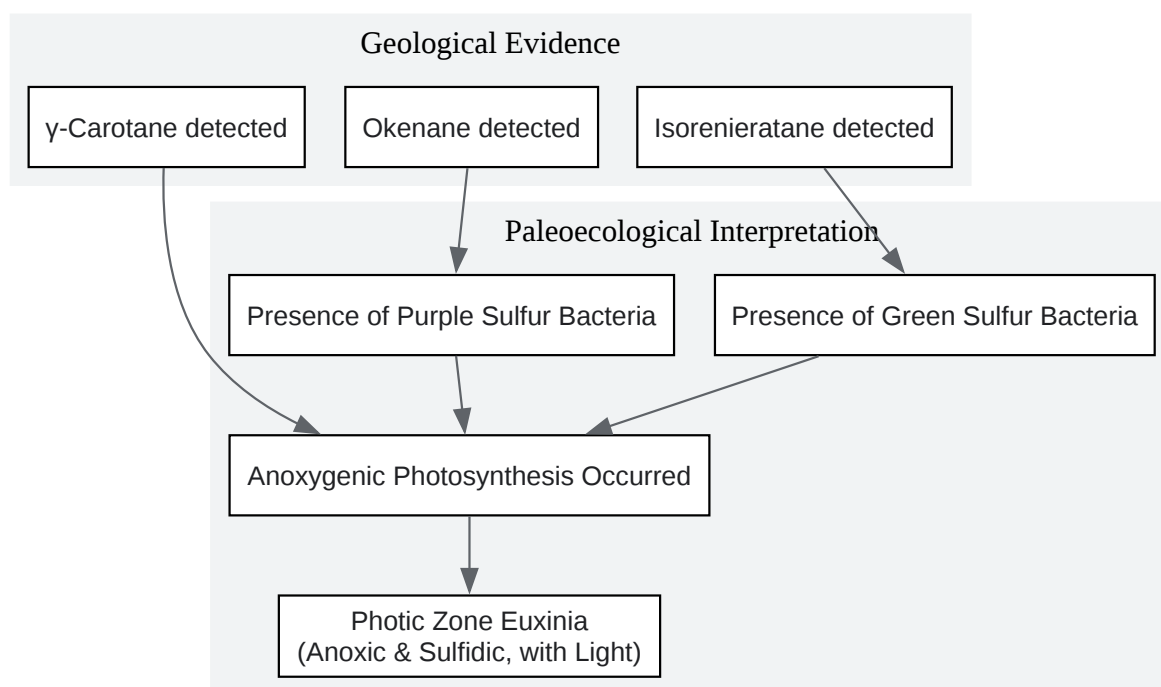 Geological Evidence
γ-Carotane detected
Okenane detected
Isorenieratane detected
Paleoecological Interpretation
Presence of Purple Sulfur Bacteria
Presence of Green Sulfur Bacteria
Anoxygenic Photosynthesis Occurred
Photic Zone Euxinia
(Anoxic & Sulfidic, with Light)